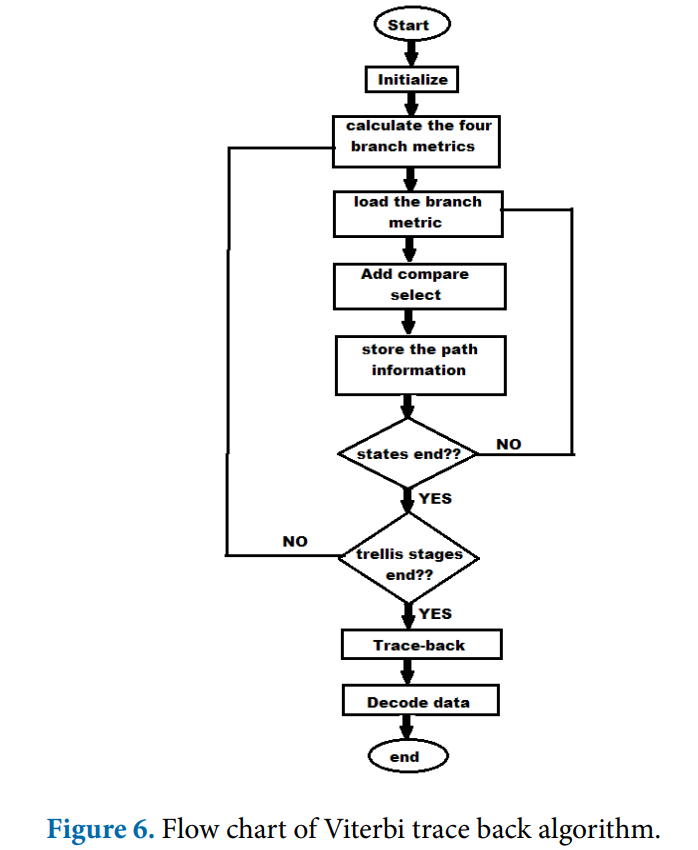 Start
Initialize
calculate the four
branch metrics
load the branch
metric
Add compare
select
store the path
information
states end??
NO
YES
NO
trellis stages
end??
YES
Trace-back
Decode data
end
Figure 6. Flow chart of Viterbi trace back algorithm.